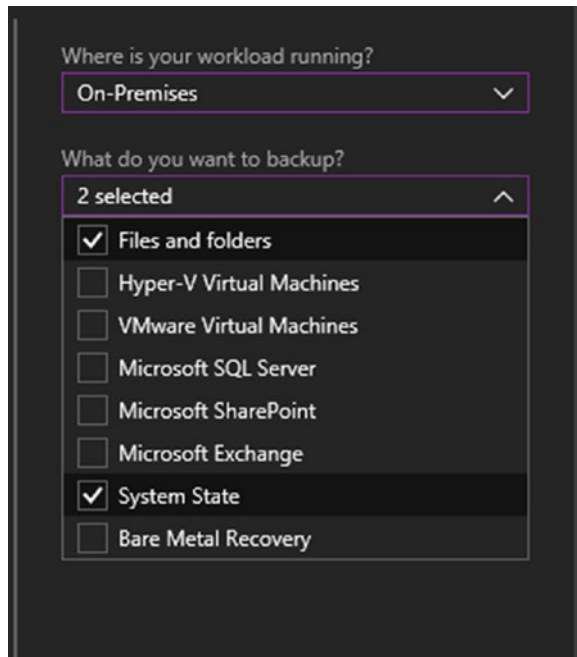 Where is your workload running?
On-Premises
What do you want to backup?
2 selected
Files and folders
Hyper-V Virtual Machines
VMware Virtual Machines
Microsoft SQL Server
Microsoft SharePoint
Microsoft Exchange
System State
Bare Metal Recovery